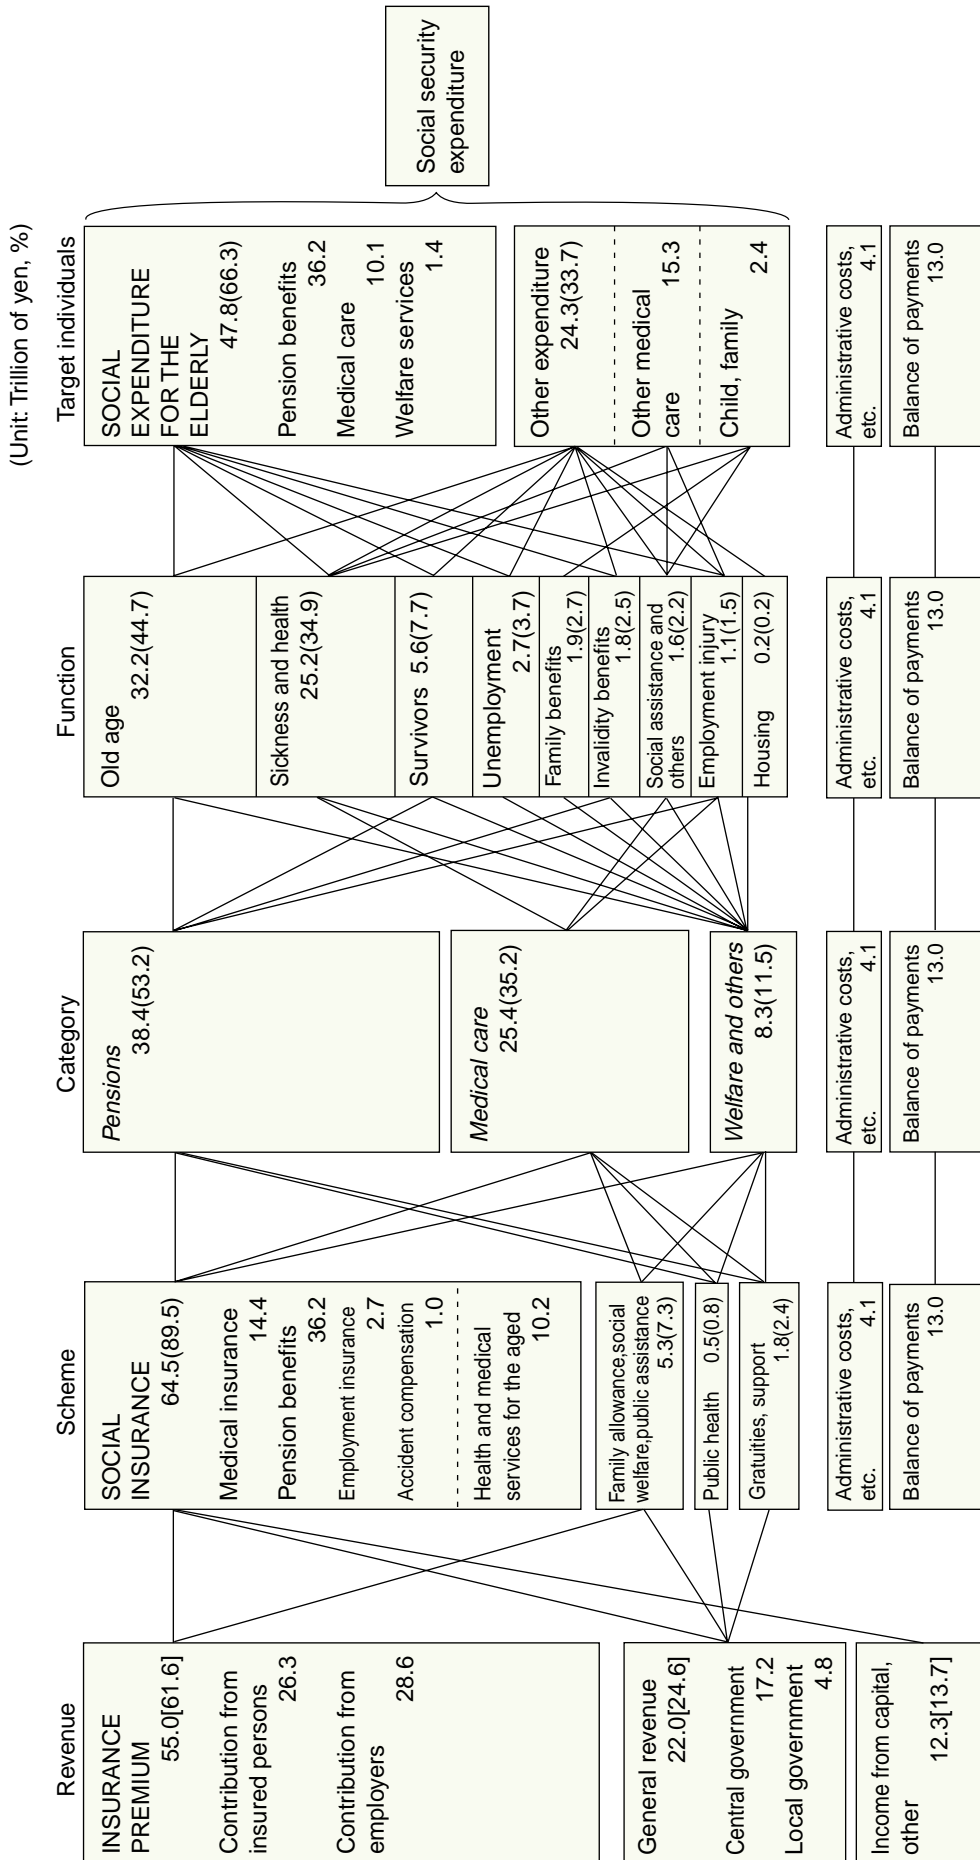 (Unit: Trillion of yen, %)
Revenue
INSURANCE
PREMIUM
55.0[61.6]
Contribution from
insured persons
26.3
Contribution from
employers
28.6
General revenue
22.0[24.6]
Central government
17.2
Local government
4.8
Income from capital,
other
12.3[13.7]
Scheme
SOCIAL
INSURANCE
64.5(89.5)
Medical insurance
14.4
Pension benefits
36.2
Employment insurance
2.7
Accident compensation
1.0
Health and medical
services for the aged
10.2
Family allowance,social
welfare,public assistance
5.3(7.3)
Public health 0.5(0.8)
Gratuities, support
1.8(2.4)
Administrative costs,
etc. 4.1
Balance of payments
13.0
Category
Pensions
38.4(53.2)
Medical care
25.4(35.2)
Welfare and others
8.3(11.5)
Administrative costs,
etc. 4.1
Balance of payments
13.0
Function
Old age
32.2(44.7)
Sickness and health
25.2(34.9)
Survivors 5.6(7.7)
Unemployment
2.7(3.7)
Family benefits
1.9(2.7)
Invalidity benefits
1.8(2.5)
Social assistance and
others 1.6(2.2)
Employment injury
1.1(1.5)
Housing 0.2(0.2)
Administrative costs,
etc. 4.1
Balance of payments
13.0
Target individuals
SOCIAL
EXPENDITURE
FOR THE
ELDERLY
47.8(66.3)
Pension benefits
36.2
Medical care
10.1
Welfare services
1.4
Other expenditure
24.3(33.7)
Other medical
care 15.3
Child, family
2.4
Administrative costs,
etc. 4.1
Balance of payments
13.0
Social security
expenditure